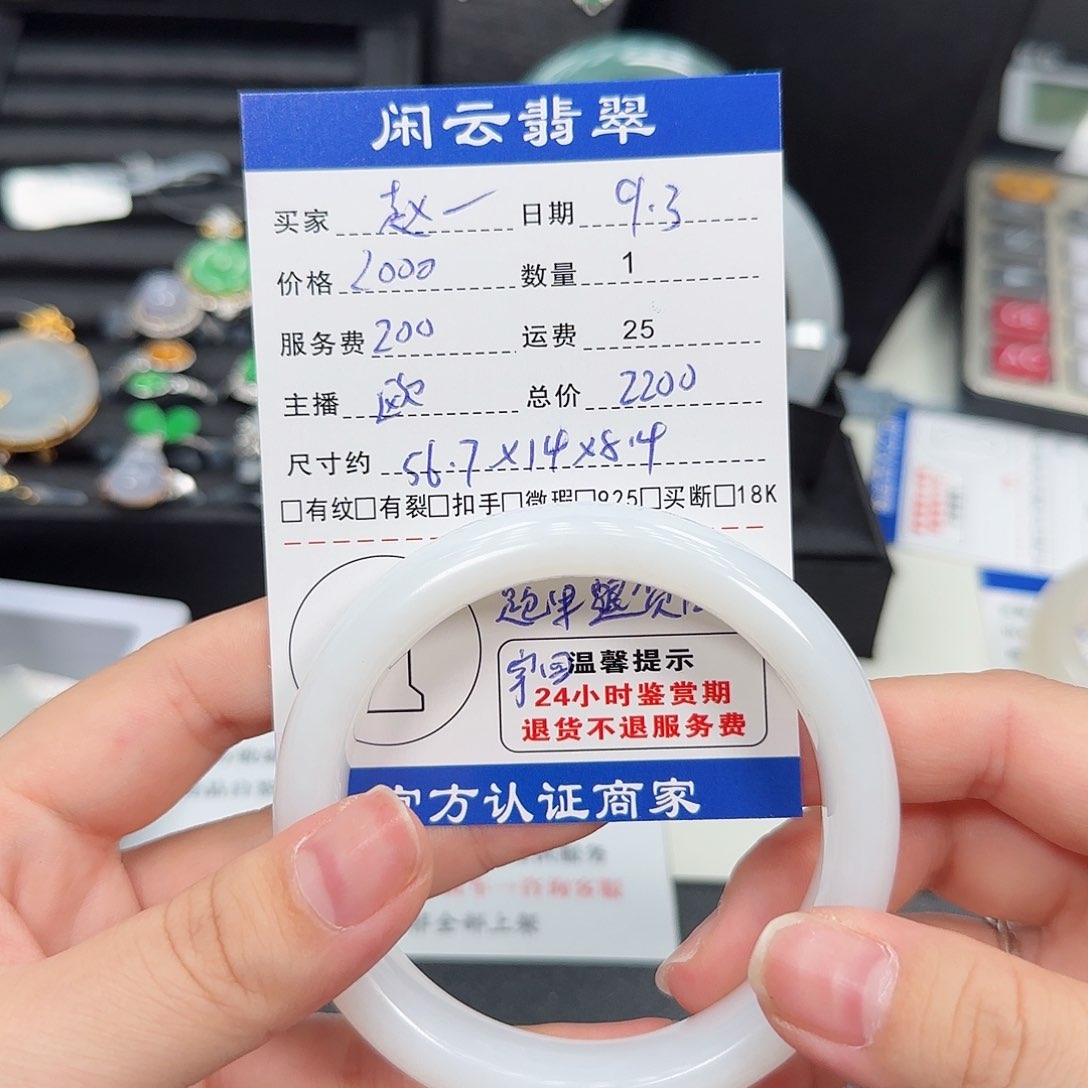 闲云翡翠
买家 赵一 日期 9.3
价格 2000 数量 1
服务费 200 运费 25
主播 总价 2200
尺寸约 56.7×14×8.4
□有纹□有裂□扣手□微瑕□925□买断□18K
温馨提示
24小时鉴赏期
退货不退服务费
官方认证商家